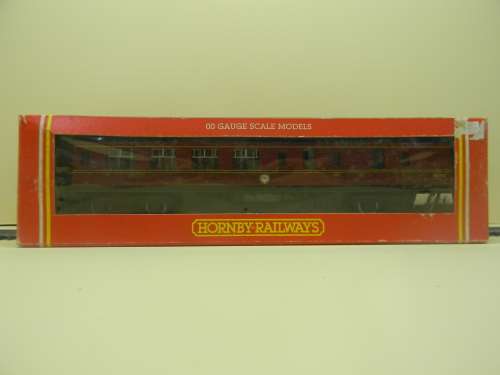 00 GAUGE SCALE MODELS
HORNBY RAILWAYS